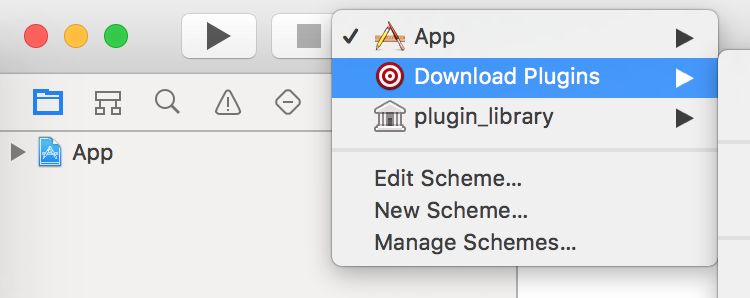 App
Download Plugins
plugin_library
App
Edit Scheme...
New Scheme...
Manage Schemes...